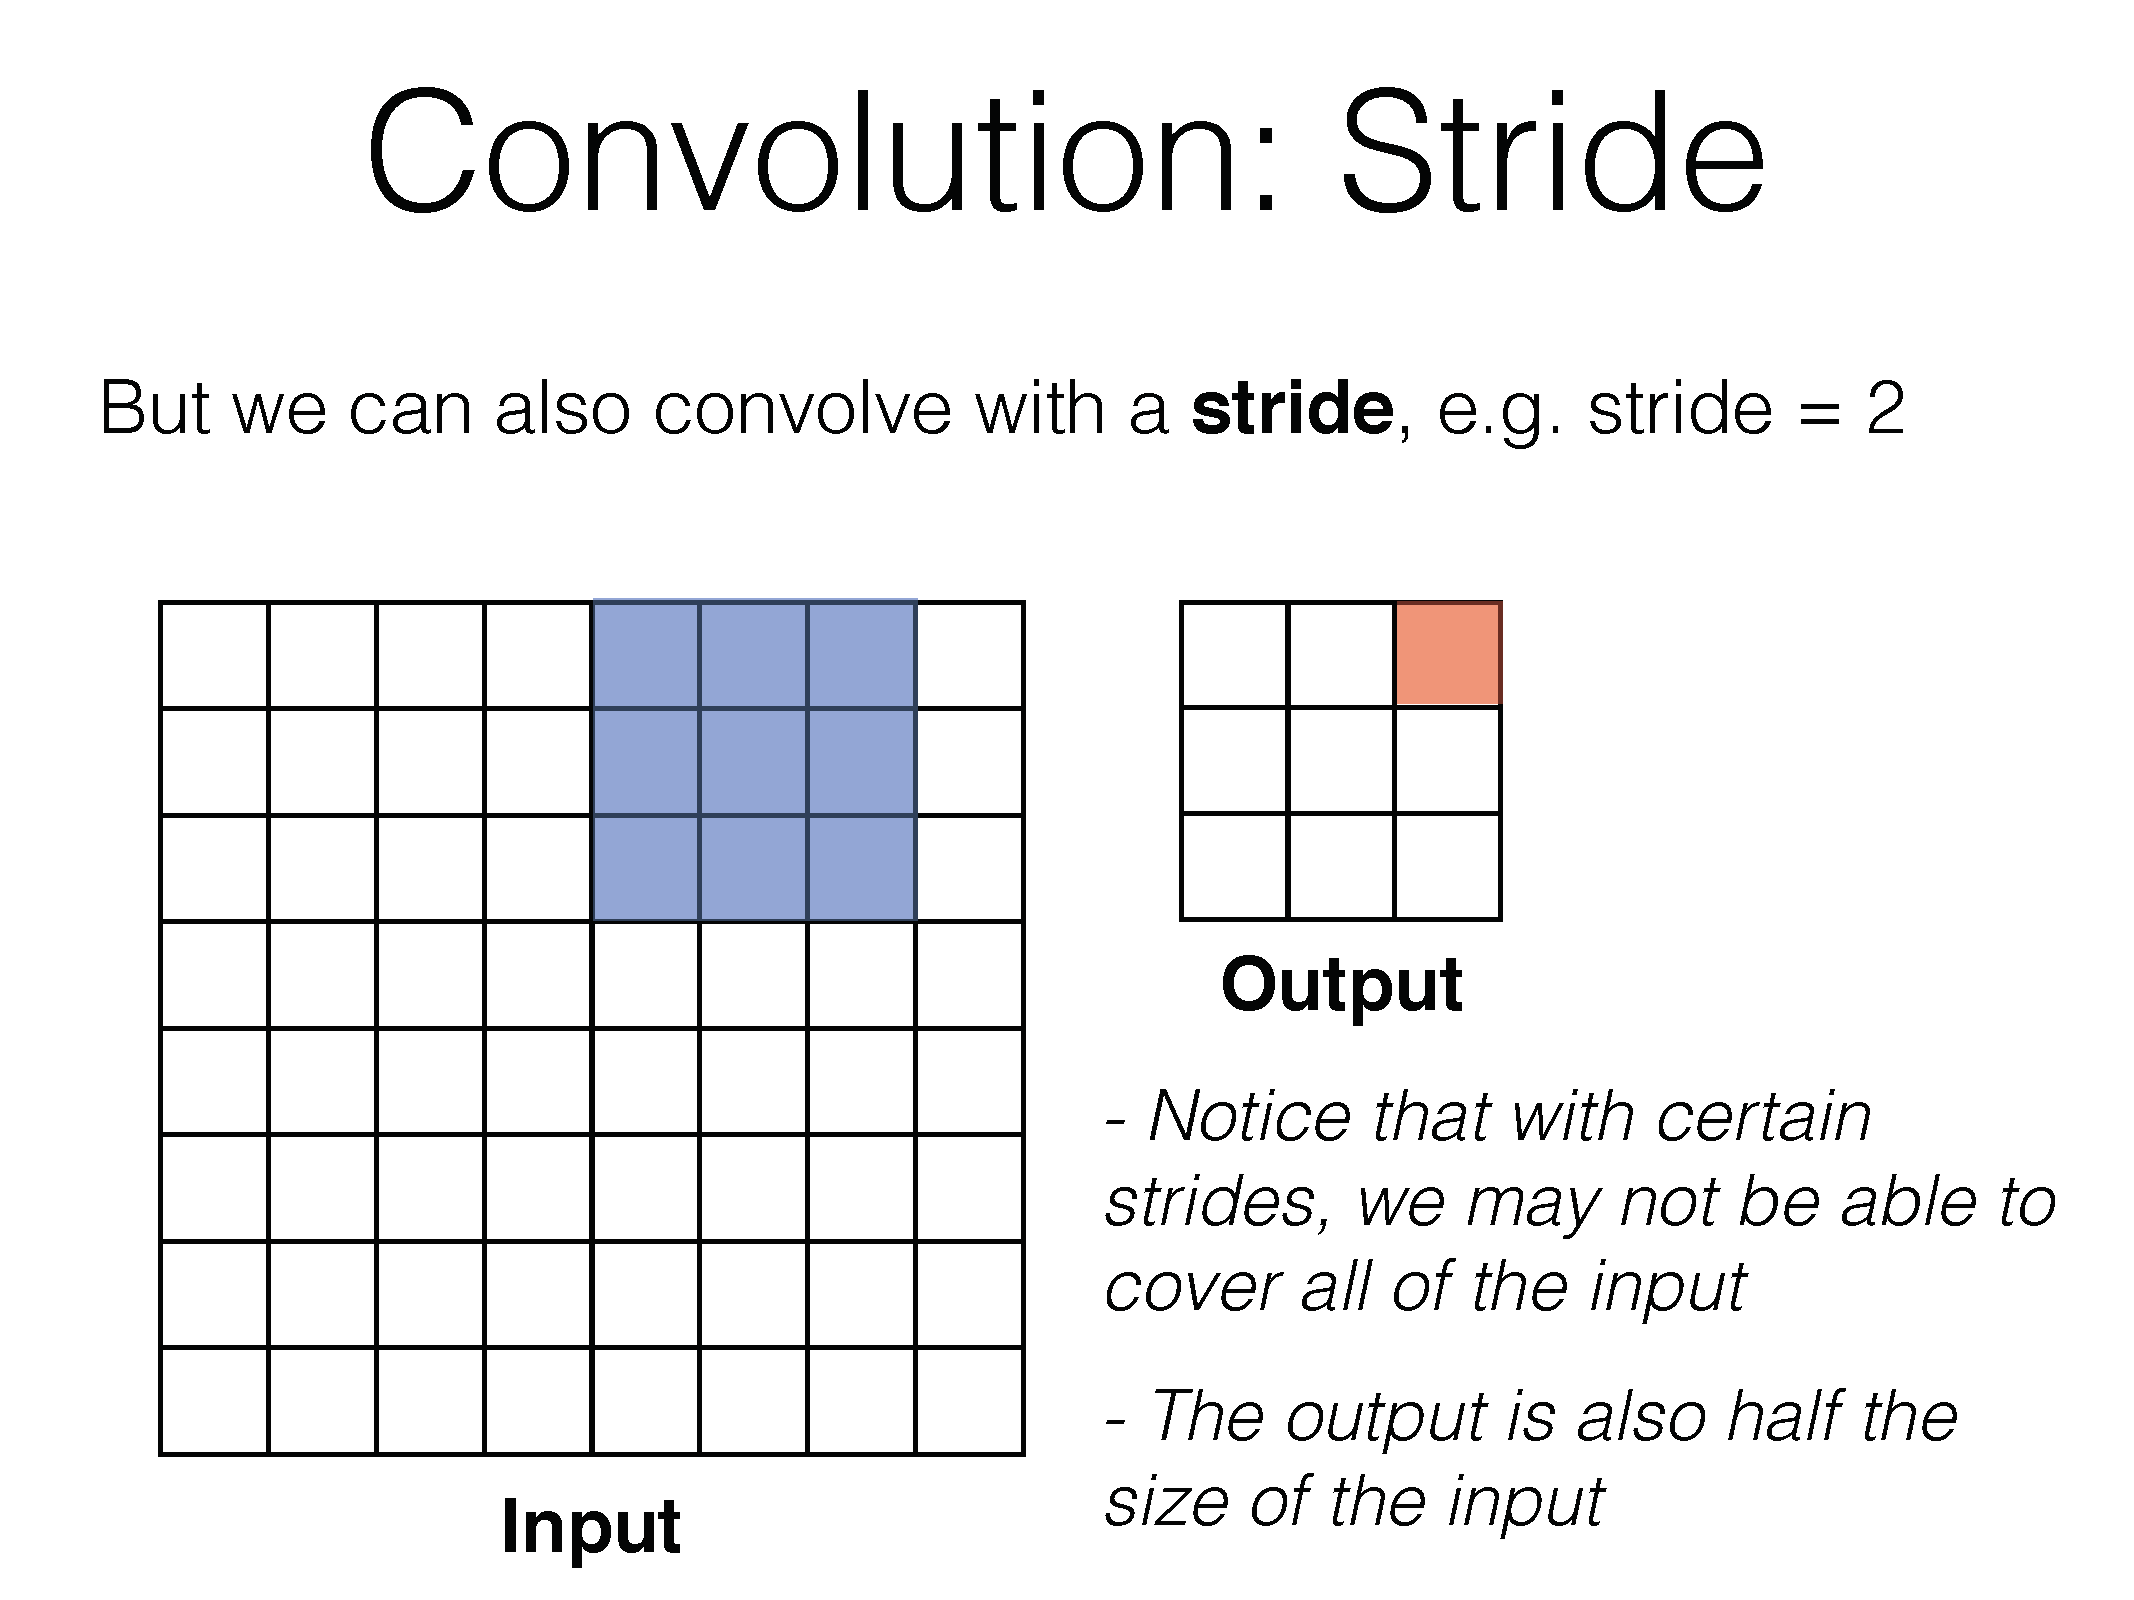 Convolution: Stride
But we can also convolve with a stride, e.g. stride = 2
Output
- Notice that with certain
strides, we may not be able to
cover all of the input
- The output is also half the
size of the input
Input